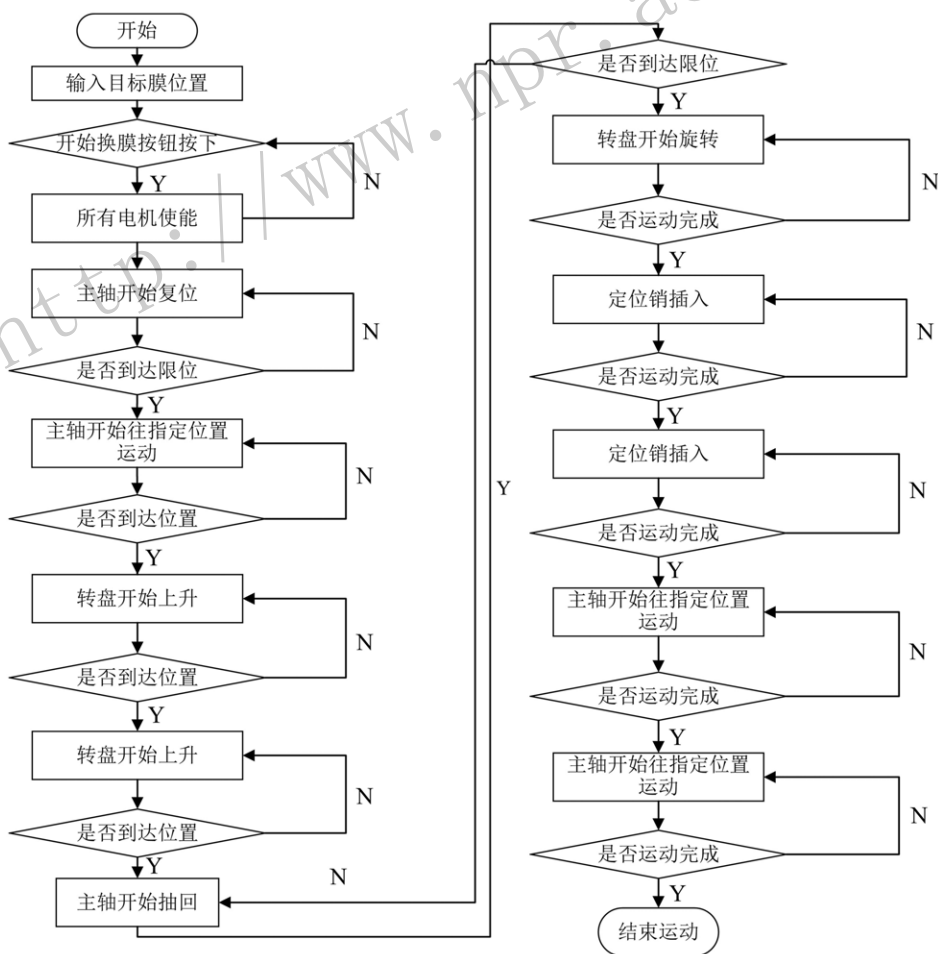 开始
输入目标膜位置
开始换膜按钮按下
Y
N
所有电机使能
主轴开始复位
N
是否到达限位
Y
主轴开始往指定位置
运动
N
是否到达位置
Y
转盘开始上升
N
是否到达位置
Y
转盘开始上升
N
是否到达位置
Y
N
主轴开始抽回
Y
是否到达限位
Y
转盘开始旋转
N
是否运动完成
Y
定位销插入
N
是否运动完成
Y
定位销插入
N
是否运动完成
Y
主轴开始往指定位置
运动
N
是否运动完成
Y
主轴开始往指定位置
运动
N
是否运动完成
Y
结束运动
http://www.npr.a